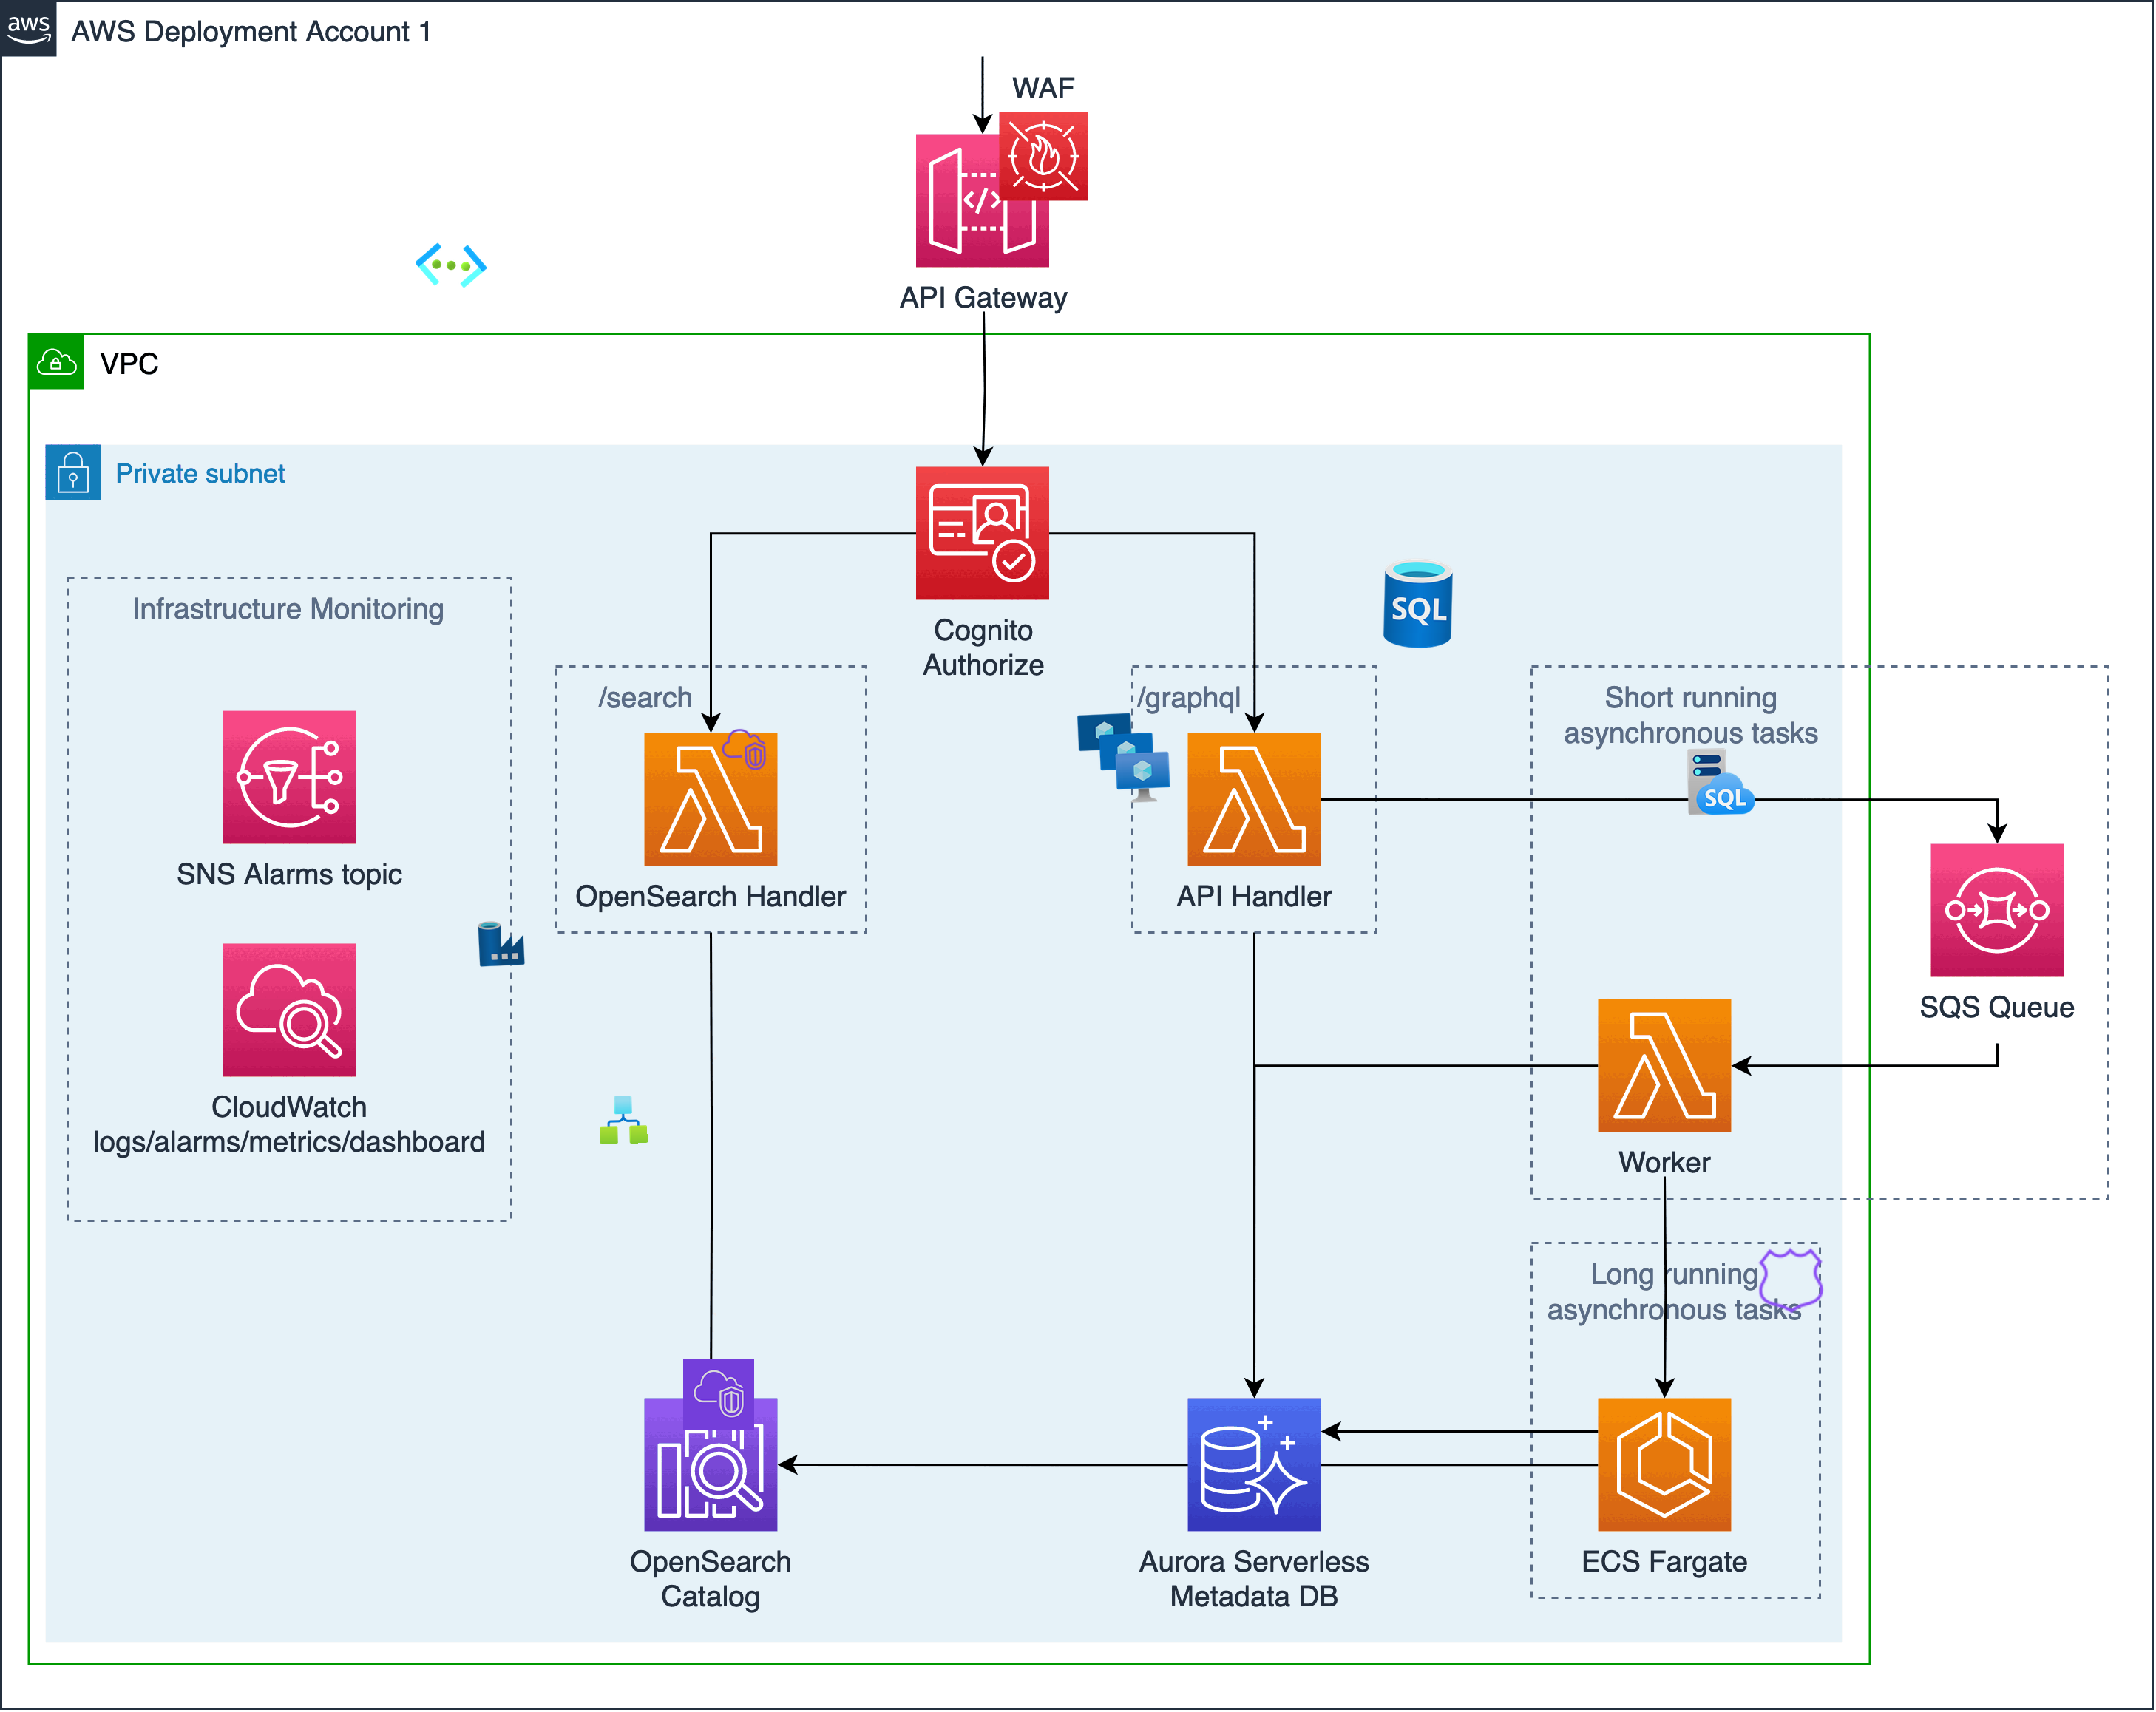 aws
AWS Deployment Account 1
WAF
API Gateway
VPC
Private subnet
Cognito
Authorize
SQL
Infrastructure Monitoring
/search
/graphql
Short running
asynchronous tasks
SQL
SNS Alarms topic
OpenSearch Handler
API Handler
SQS Queue
CloudWatch
logs/alarms/metrics/dashboard
Worker
Long running
asynchronous tasks
OpenSearch
Catalog
Aurora Serverless
Metadata DB
ECS Fargate